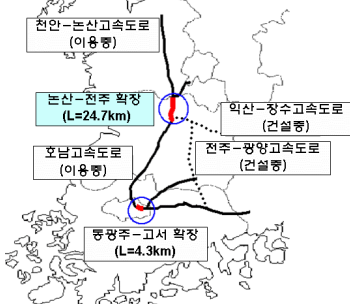 천안-논산고속도로
(이용중)
논산-전주 확장
(L=24.7km)
익산-장수고속도로
(건설중)
호남고속도로
(이용중)
전주-광양고속도로
(건설중)
동광주-고서 확장
(L=4.3km)